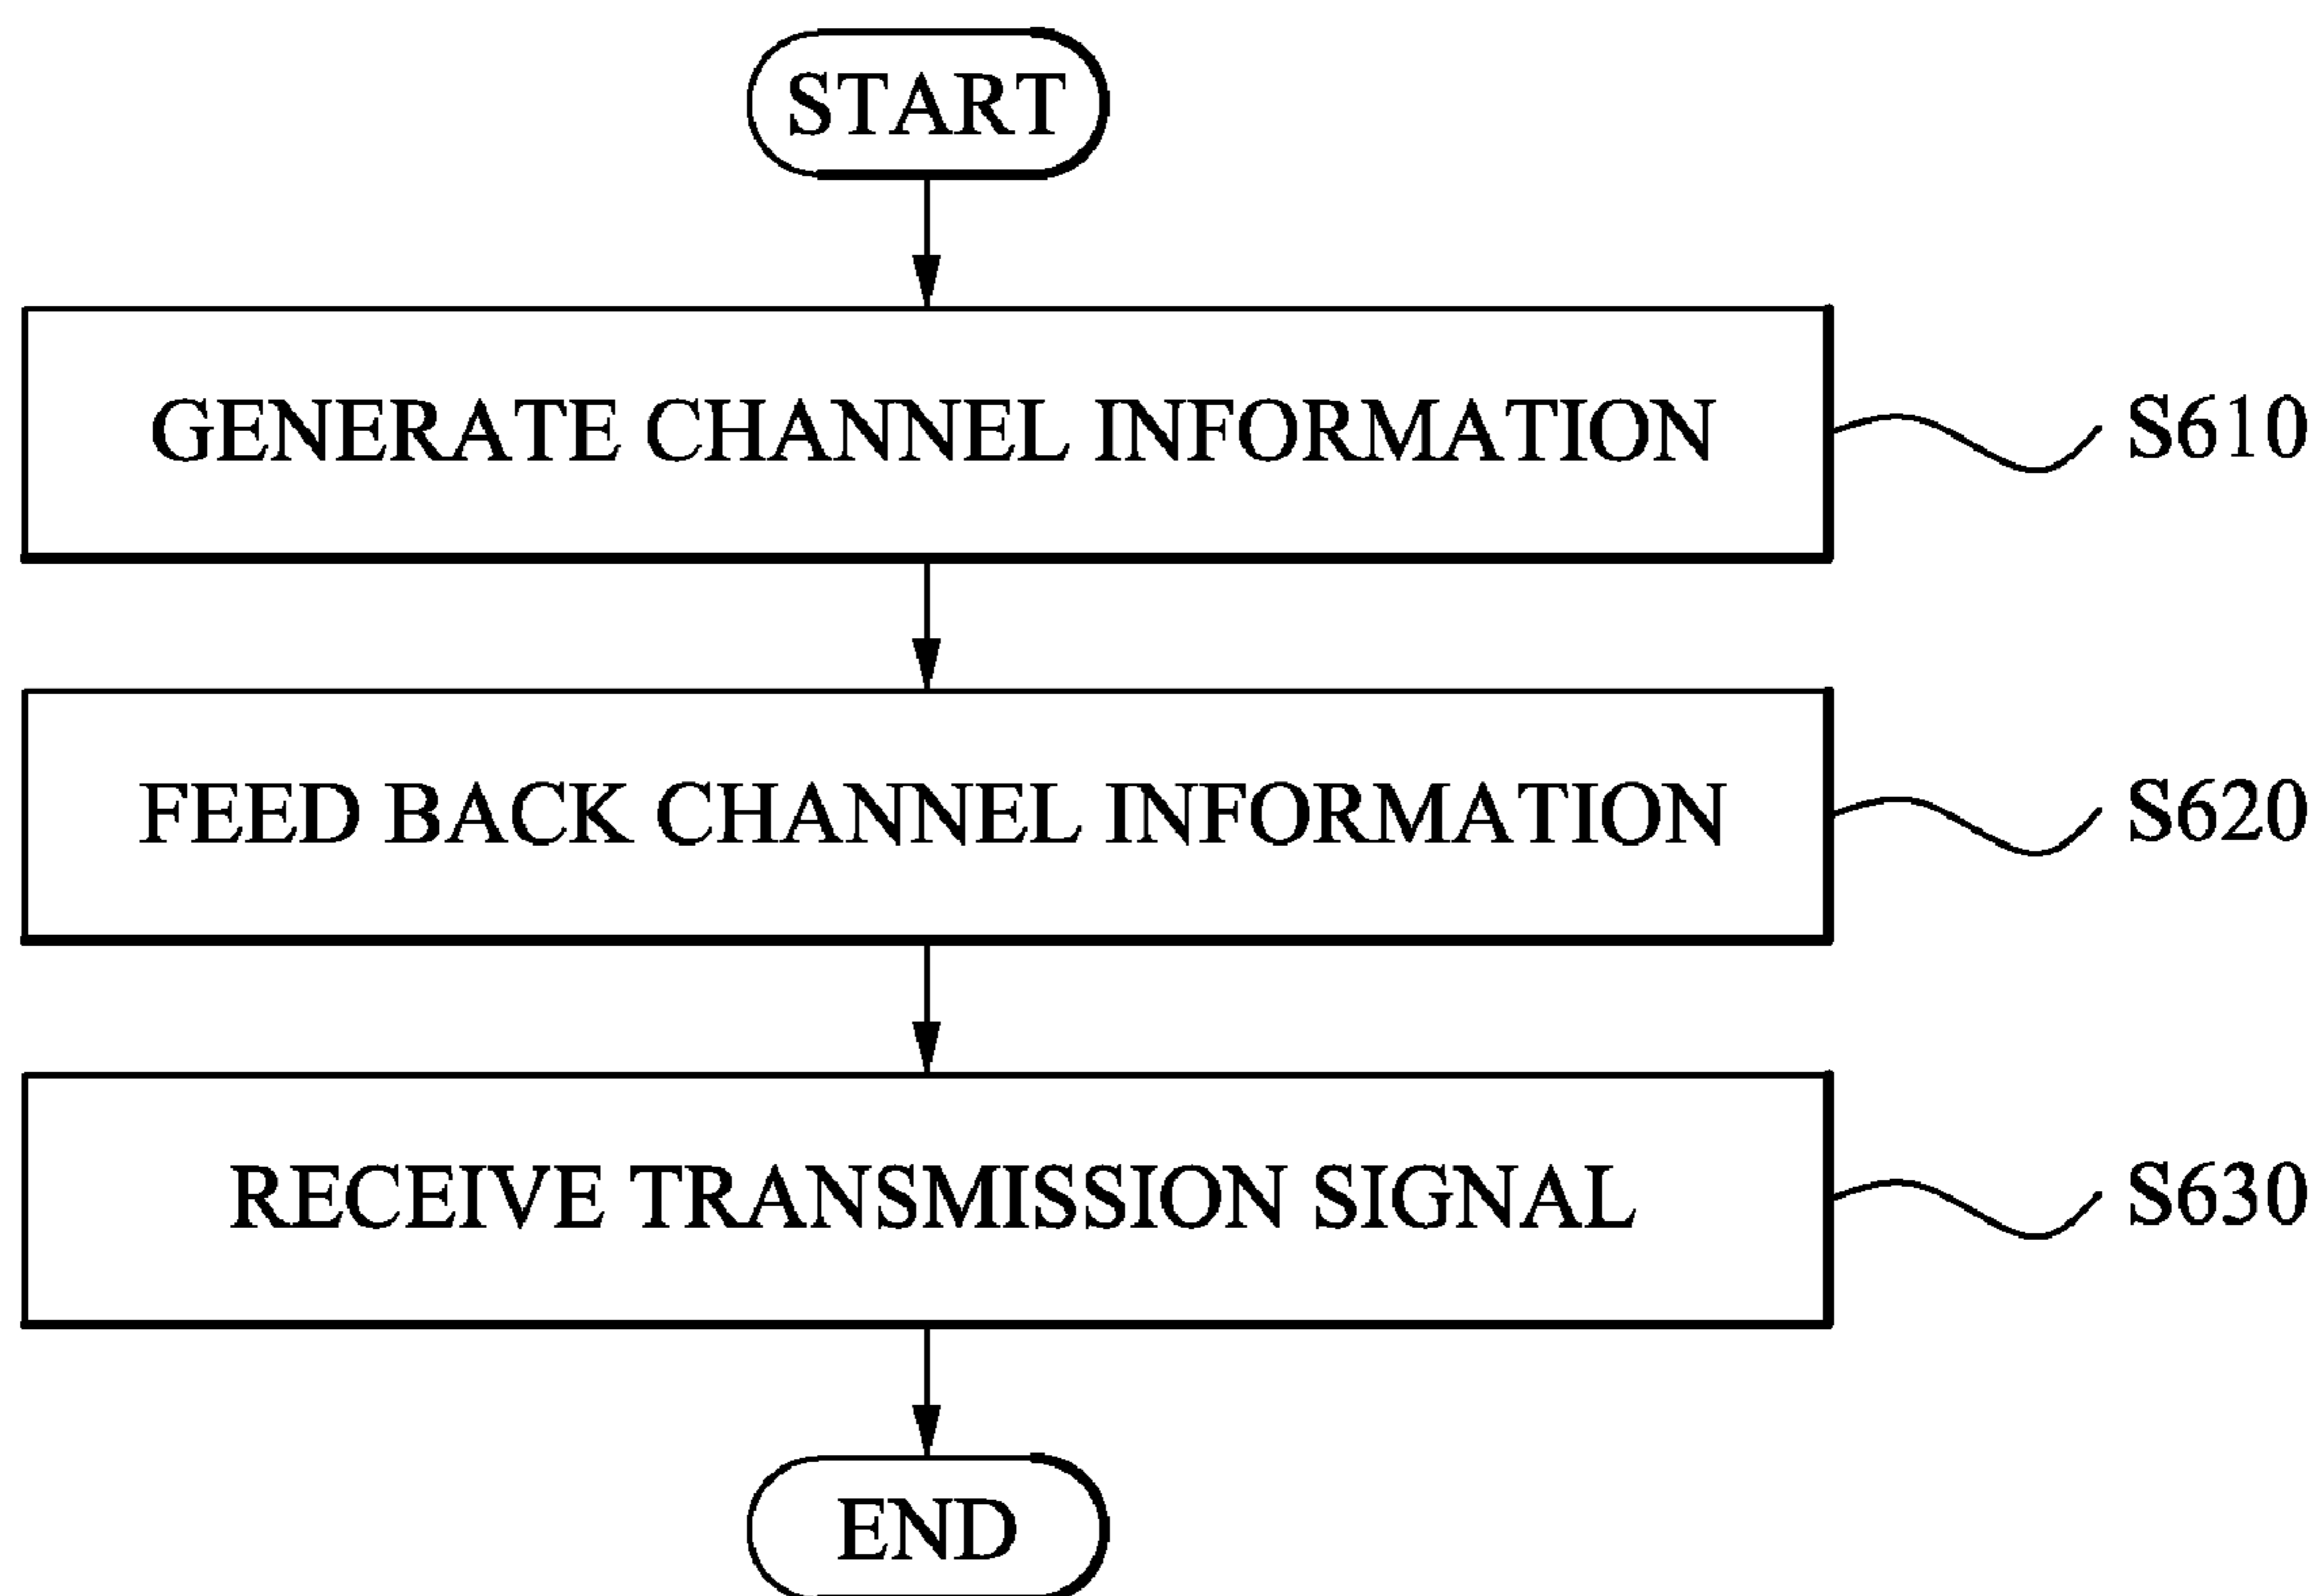 START
GENERATE CHANNEL INFORMATION S610
FEED BACK CHANNEL INFORMATION S620
RECEIVE TRANSMISSION SIGNAL S630
END